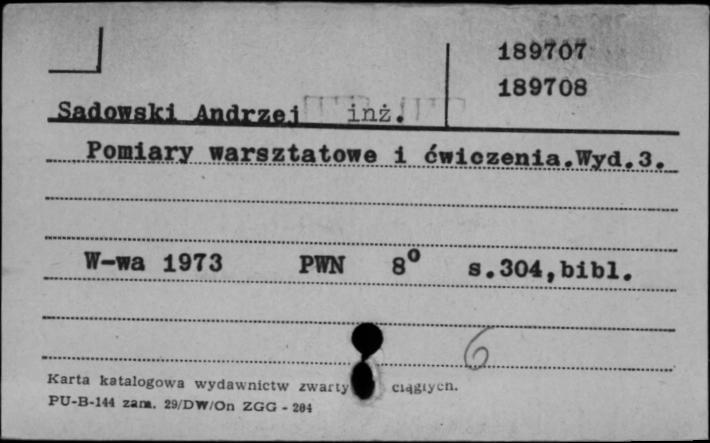 189707
189708
Sadowski Andrzej inż.
Pomiary warsztatowe i ćwiczenia.Wyd.3.
W-wa 1973 PWN 8° s.304,bibl.
6
Karta katalogowa wydawnictw zwarty ciągłych.
PU-B-144 zam. 29/DW/On ZGG - 204